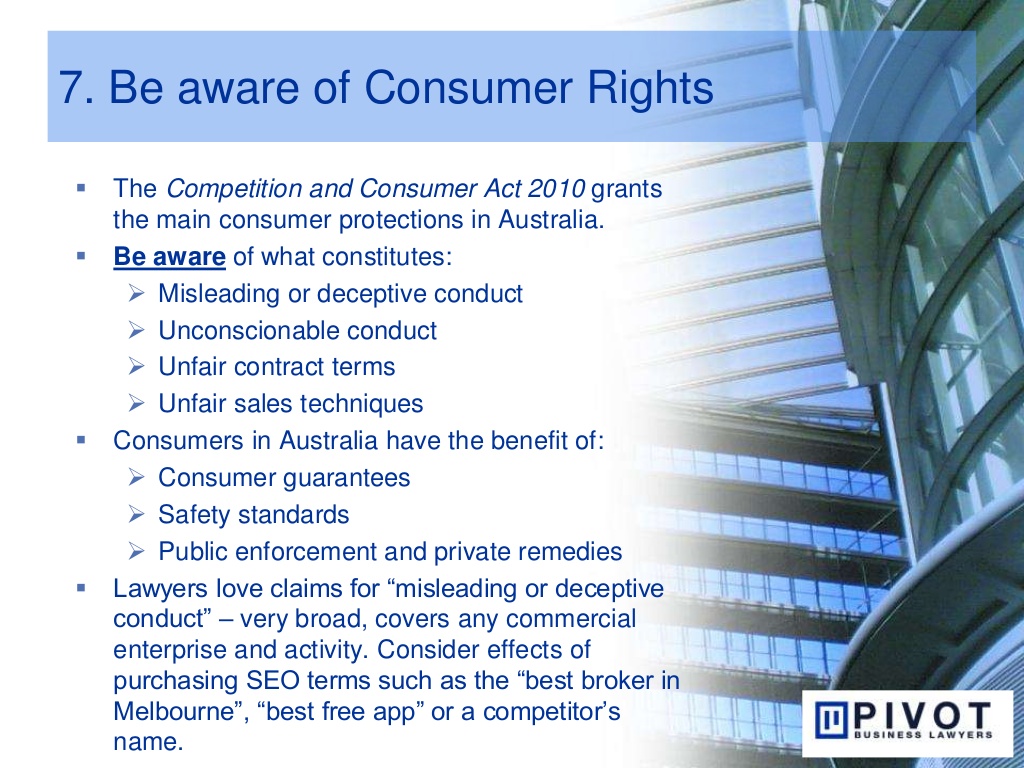 7. Be aware of Consumer Rights
▪ The Competition and Consumer Act 2010 grants
the main consumer protections in Australia.
▪ Be aware of what constitutes:
➢ Misleading or deceptive conduct
➢ Unconscionable conduct
➢ Unfair contract terms
➢ Unfair sales techniques
▪ Consumers in Australia have the benefit of:
➢ Consumer guarantees
➢ Safety standards
➢ Public enforcement and private remedies
▪ Lawyers love claims for “misleading or deceptive
conduct” – very broad, covers any commercial
enterprise and activity. Consider effects of
purchasing SEO terms such as the “best broker in
Melbourne”, “best free app” or a competitor’s
name.
PIVOT
BUSINESS LAWYERS